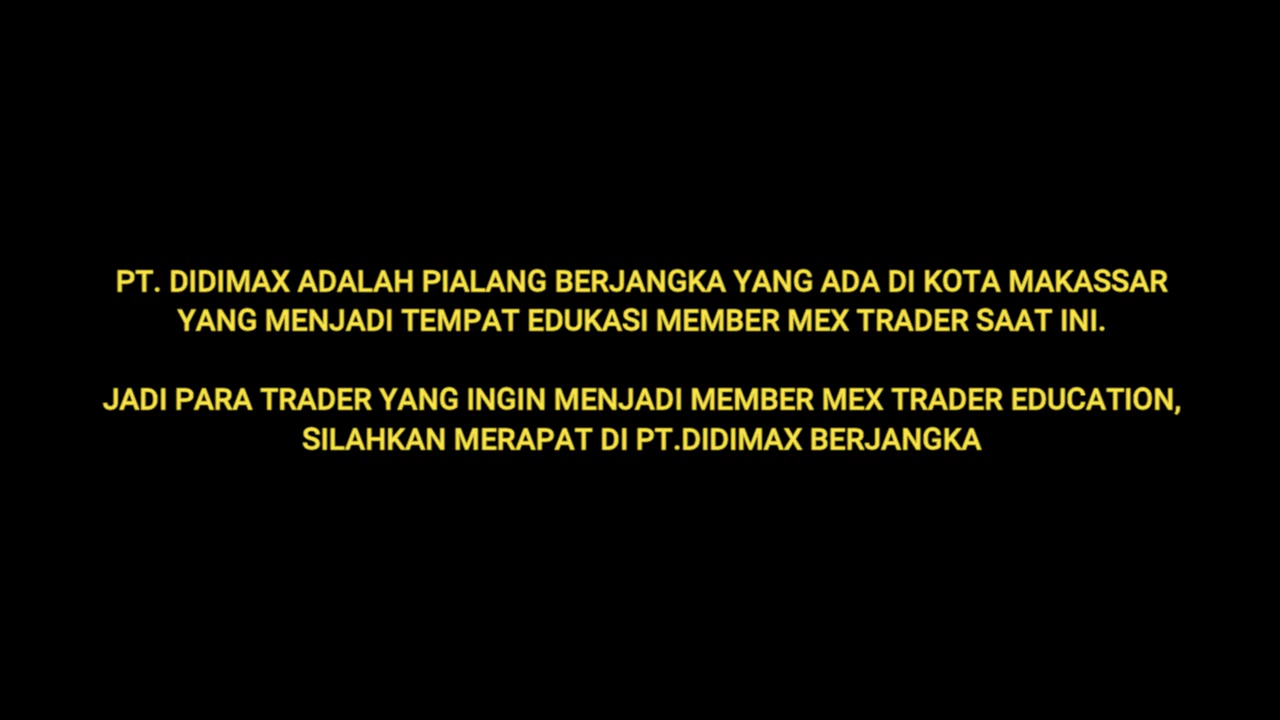 PT. DIDIMAX ADALAH PIALANG BERJANGKA YANG ADA DI KOTA MAKASSAR
YANG MENJADI TEMPAT EDUKASI MEMBER MEX TRADER SAAT INI.
JADI PARA TRADER YANG INGIN MENJADI MEMBER MEX TRADER EDUCATION,
SILAHKAN MERAPAT DI PT.DIDIMAX BERJANGKA